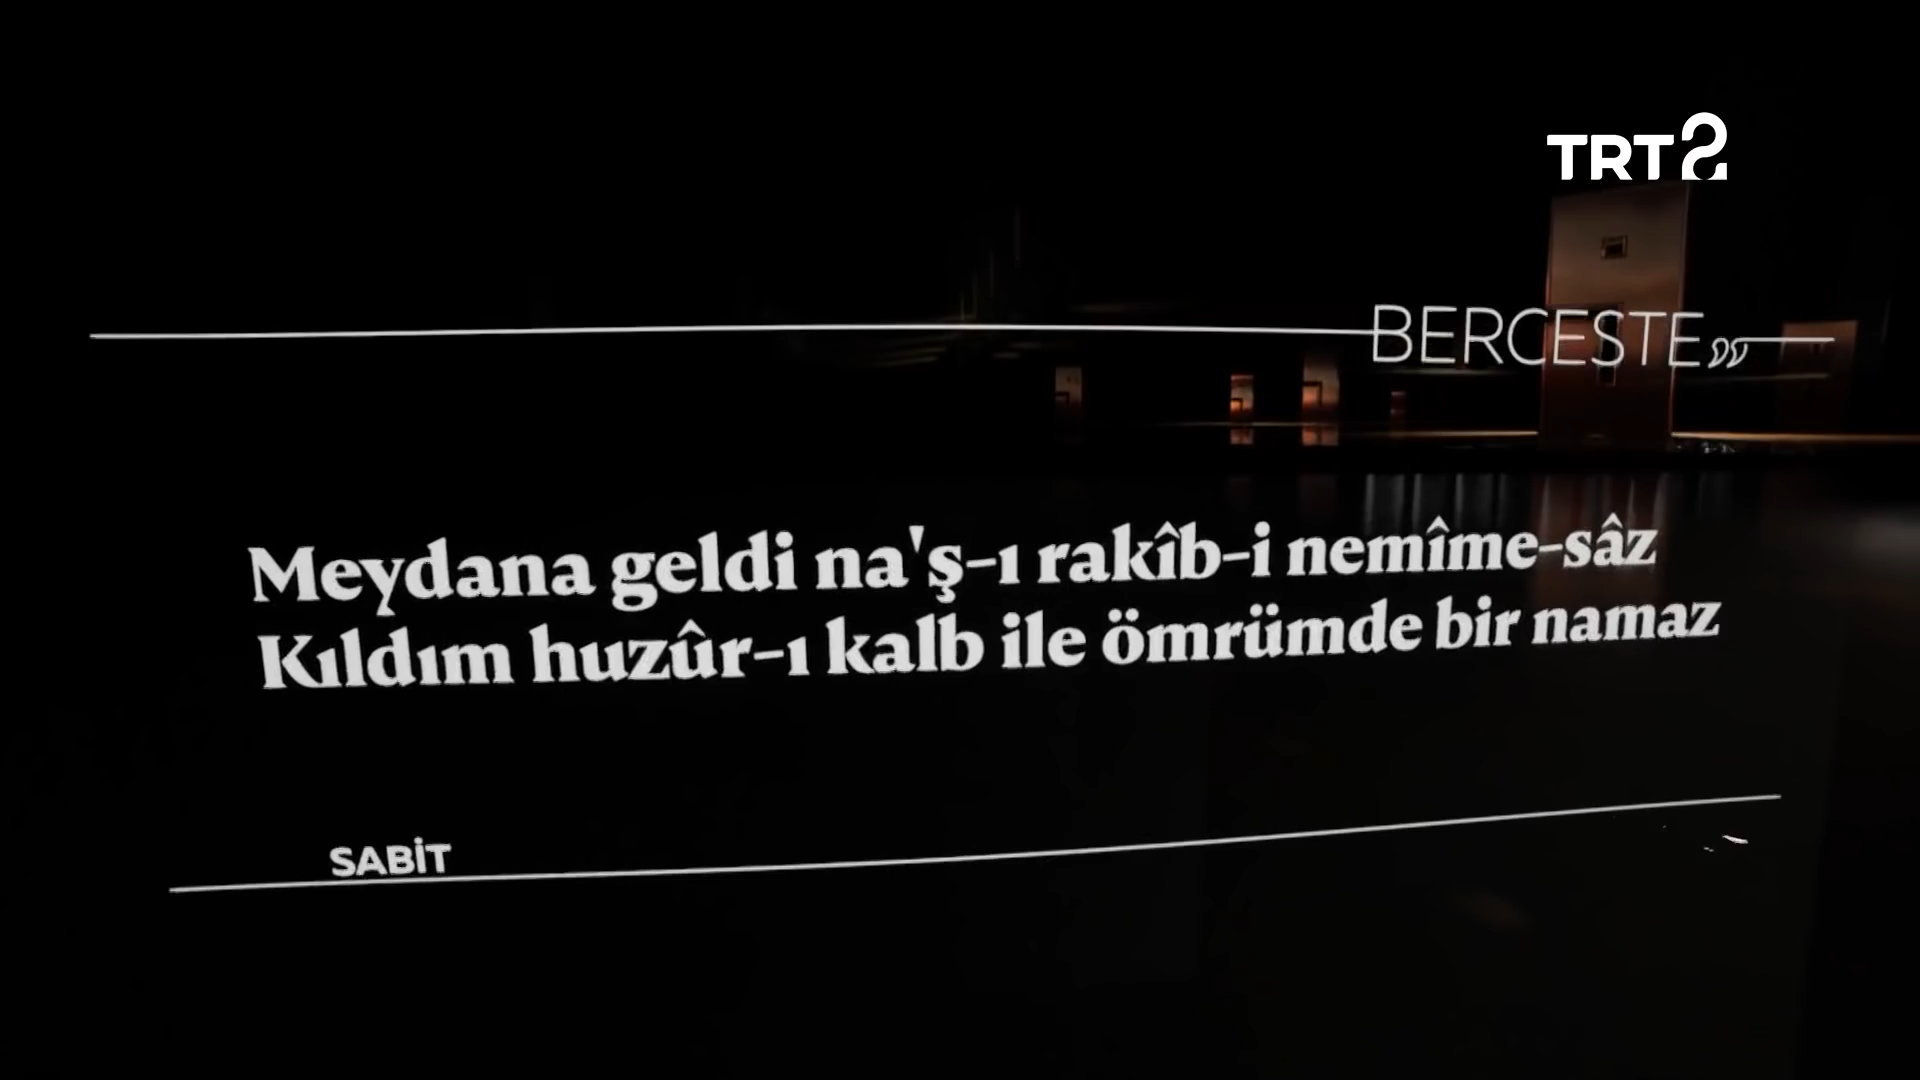 TRT2
BERCESTE
Meydana geldi na'ş-ı rakîb-i nemîme-sâz
Kıldım huzûr-ı kalb ile ömrümde bir namaz
SABİT